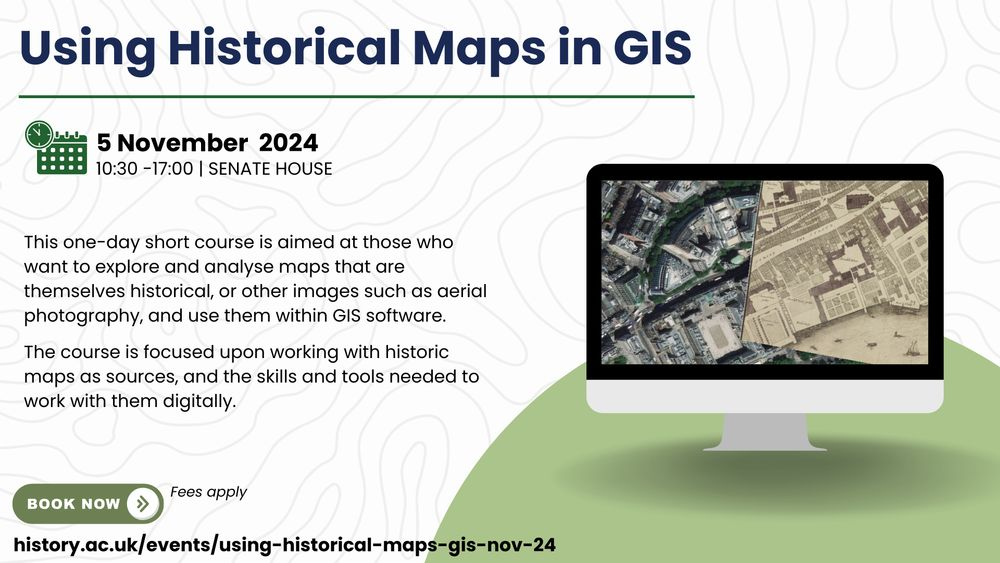 Using Historical Maps in GIS
5 November 2024
10:30 -17:00 | SENATE HOUSE
This one-day short course is aimed at those who
want to explore and analyse maps that are
themselves historical, or other images such as aerial
photography, and use them within GIS software.
The course is focused upon working with historic
maps as sources, and the skills and tools needed to
work with them digitally.
BOOK NOW
Fees apply
history.ac.uk/events/using-historical-maps-gis-nov-24